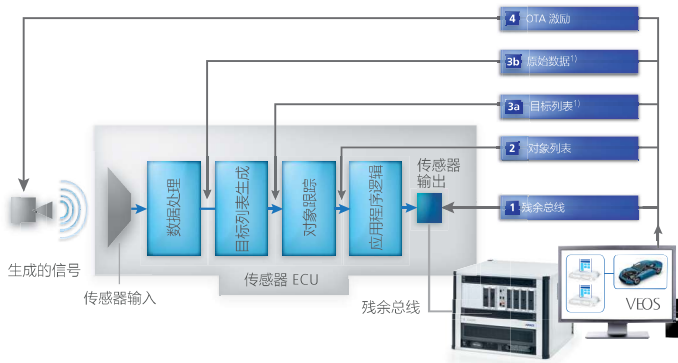 4 OTA 激励
3b 原始数据1)
3a 目标列表1)
2 对象列表
1 残余总线
传感器
输出
数据处理
目标列表生成
对象跟踪
应用程序逻辑
生成的信号
传感器输入
传感器 ECU
残余总线
VEOS